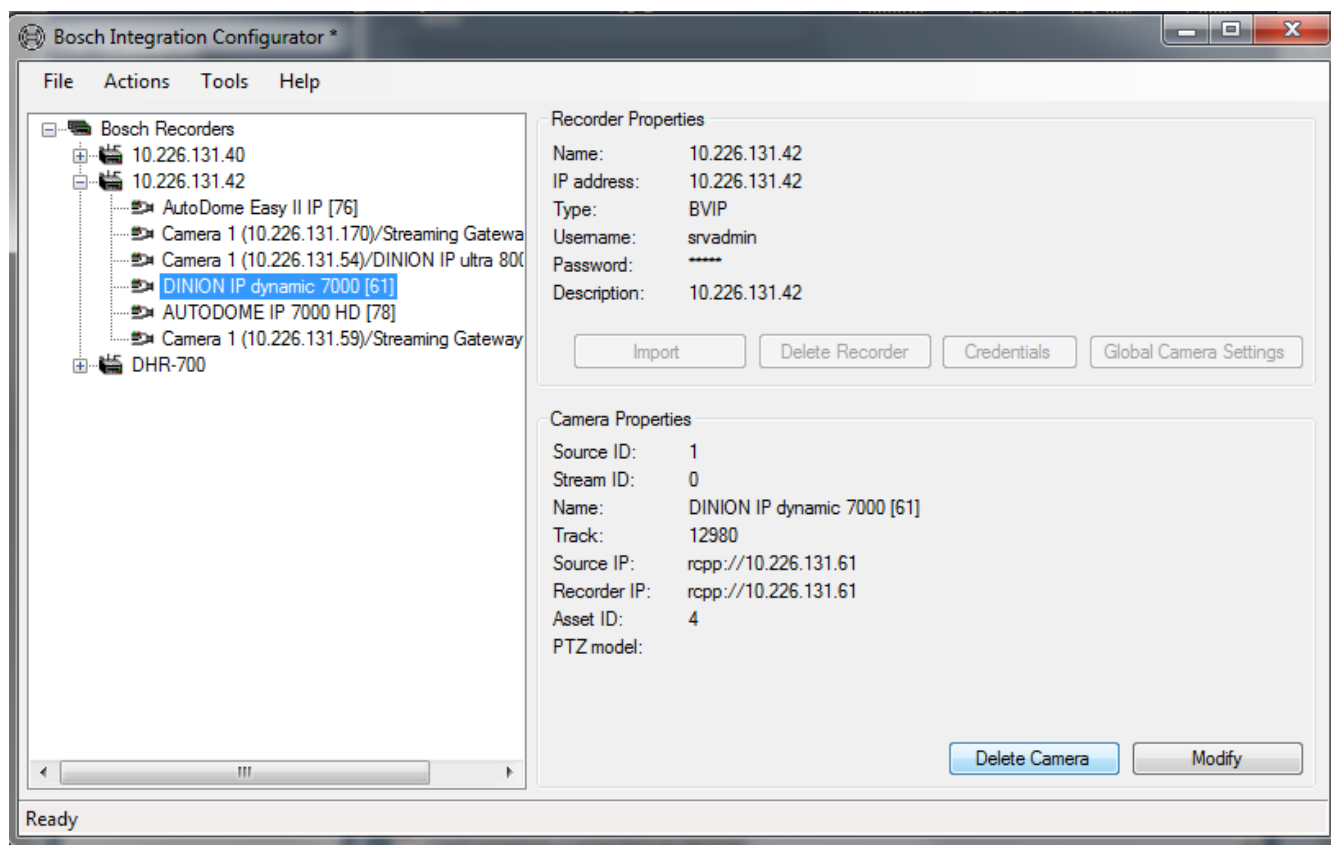 Bosch Integration Configurator *
File Actions Tools Help
Bosch Recorders
10.226.131.40
10.226.131.42
AutoDome Easy II IP [76]
Camera 1 (10.226.131.170)/Streaming Gatewa
Camera 1 (10.226.131.54)/DINION IP ultra 800
DINION IP dynamic 7000 [61]
AUTODOME IP 7000 HD [78]
Camera 1 (10.226.131.59)/Streaming Gateway
DHR-700
Recorder Properties
Name: 10.226.131.42
IP address: 10.226.131.42
Type: BVIP
Username: srvadmin
Password: *****
Description: 10.226.131.42
Import Delete Recorder Credentials Global Camera Settings
Camera Properties
Source ID: 1
Stream ID: 0
Name: DINION IP dynamic 7000 [61]
Track: 12980
Source IP: rcpp://10.226.131.61
Recorder IP: rcpp://10.226.131.61
Asset ID: 4
PTZ model:
Delete Camera Modify
Ready